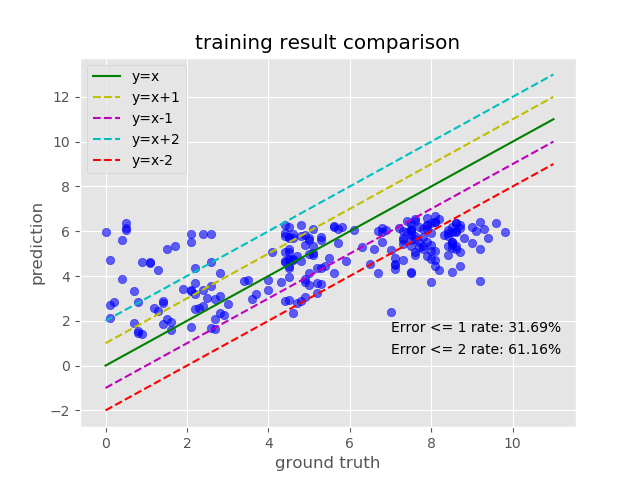 training result comparison
y=x
y=x+1
y=x-1
y=x+2
y=x-2
12
10
8
6
4
2
0
−2
prediction
Error <= 1 rate: 31.69%
Error <= 2 rate: 61.16%
0 2 4 6 8 10
ground truth